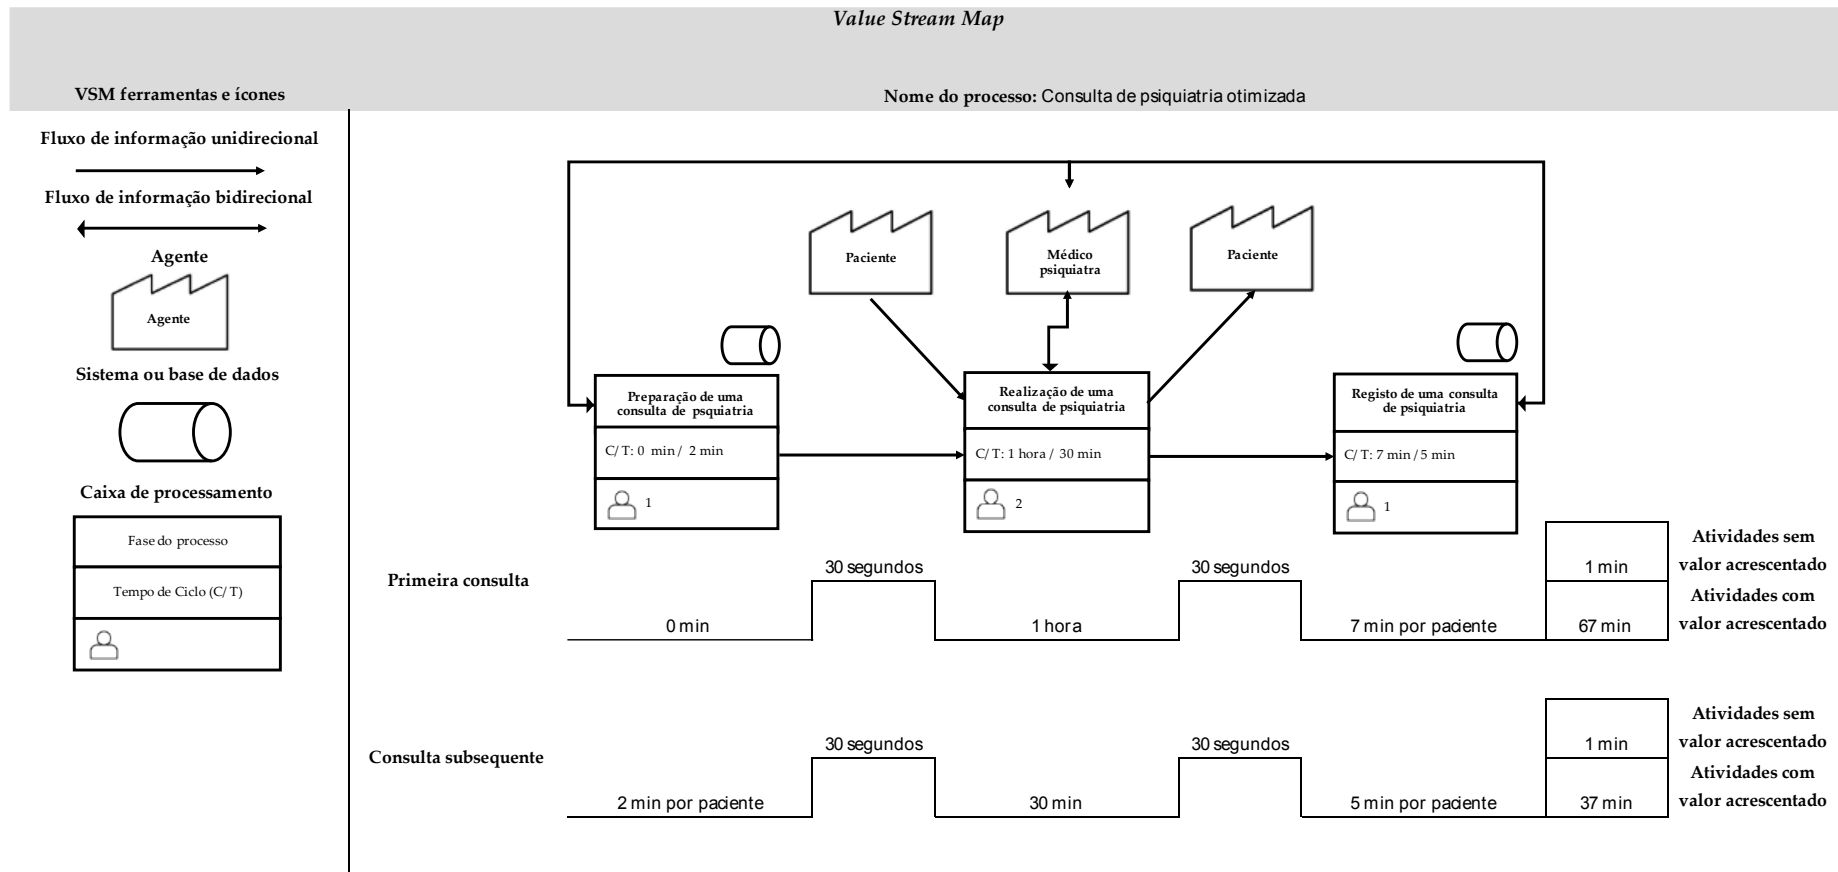 Value Stream Map
VSM ferramentas e ícones
Nome do processo: Consulta de psiquiatria otimizada
Fluxo de informação unidirecional
Fluxo de informação bidirecional
Agente
Agente
Sistema ou base de dados
Caixa de processamento
Fase do processo
Tempo de Ciclo (C/T)
Paciente
Médico
psiquiatra
Paciente
Preparação de uma
consulta de psquiatria
C/T: 0 min / 2 min
1
Realização de uma
consulta de psiquiatria
C/T: 1 hora / 30 min
2
Registo de uma consulta
de psiquiatria
C/T: 7 min /5 min
1
Primeira consulta
0 min
30 segundos
1 hora
30 segundos
7 min por paciente
1 min
67 min
Atividades sem
valor acrescentado
Atividades com
valor acrescentado
Consulta subsequente
2 min por paciente
30 segundos
30 min
30 segundos
5 min por paciente
1 min
37 min
Atividades sem
valor acrescentado
Atividades com
valor acrescentado